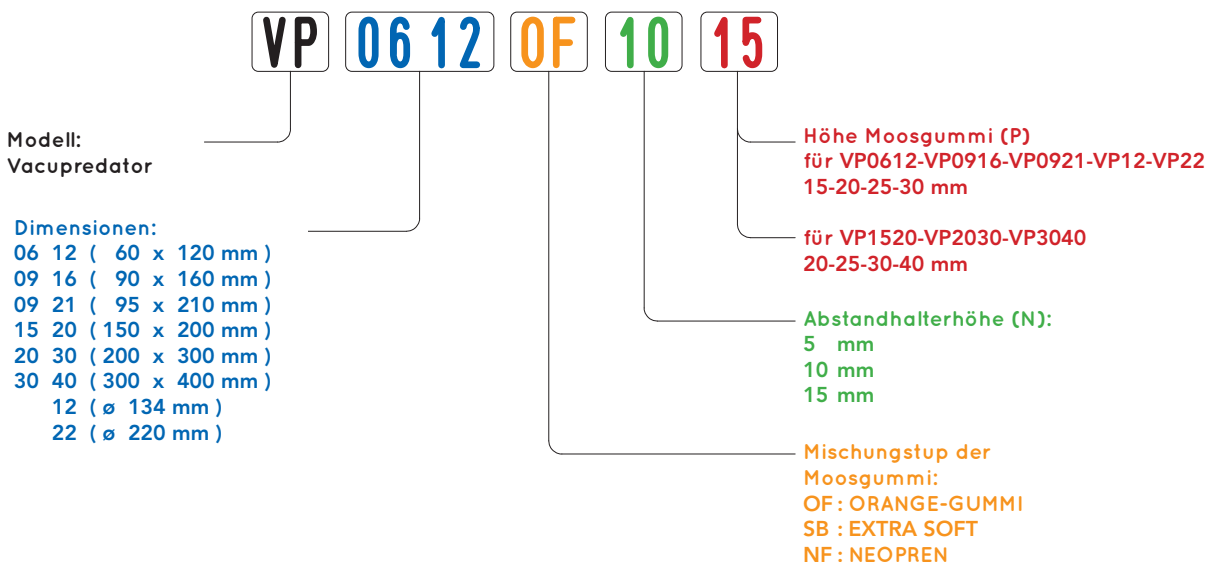 VP 06 12 OF 10 15
Modell:
Vacupredator
Dimensionen:
06 12 ( 60 x 120 mm )
09 16 ( 90 x 160 mm )
09 21 ( 95 x 210 mm )
15 20 ( 150 x 200 mm )
20 30 ( 200 x 300 mm )
30 40 ( 300 x 400 mm )
12 ( ø 134 mm )
22 ( ø 220 mm )
Höhe Moosgummi (P)
für VP0612-VP0916-VP0921-VP12-VP22
15-20-25-30 mm
für VP1520-VP2030-VP3040
20-25-30-40 mm
Abstandhalterhöhe (N):
5 mm
10 mm
15 mm
Mischungstup der
Moosgummi:
OF : ORANGE-GUMMI
SB : EXTRA SOFT
NF : NEOPREN